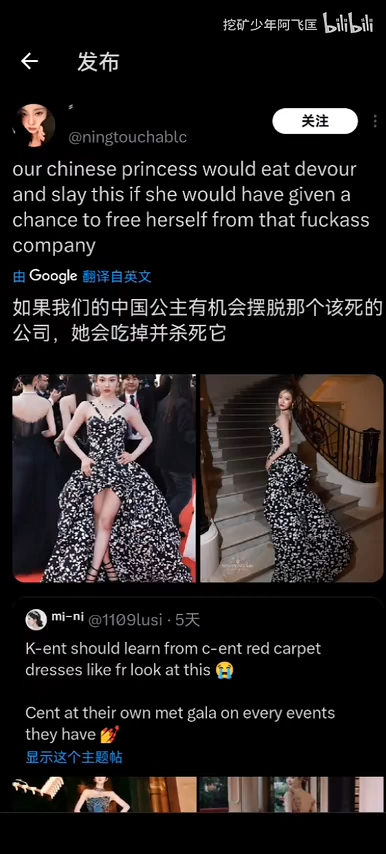 挖矿少年阿飞匡 bilibili
发布
@ningtouchablc
关注
our chinese princess would eat devour
and slay this if she would have given a
chance to free herself from that fuckass
company
由 Google 翻译自英文
如果我们的中国公主有机会摆脱那个该死的
公司，她会吃掉并杀死它
mi-ni @1109lusi · 5天
K-ent should learn from c-ent red carpet
dresses like fr look at this 😭
Cent at their own met gala on every events
they have 💅
显示这个主题帖